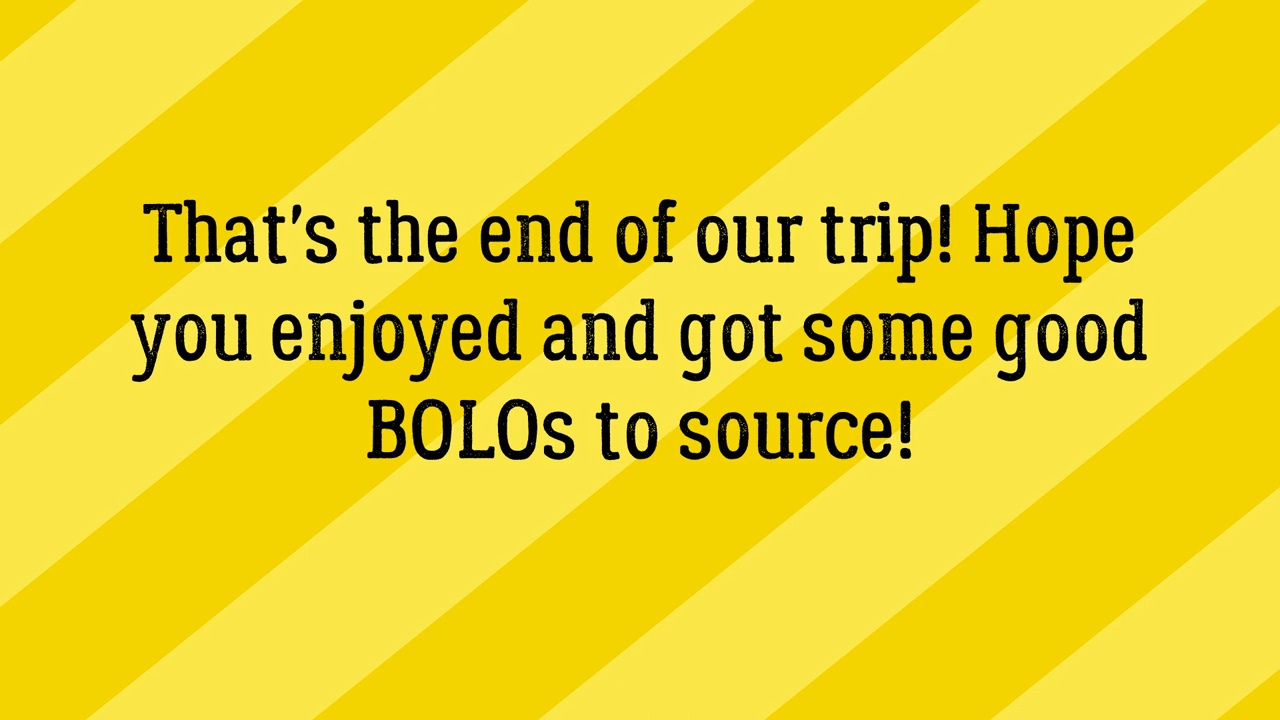 That's the end of our trip! Hope
you enjoyed and got some good
BOLOs to source!